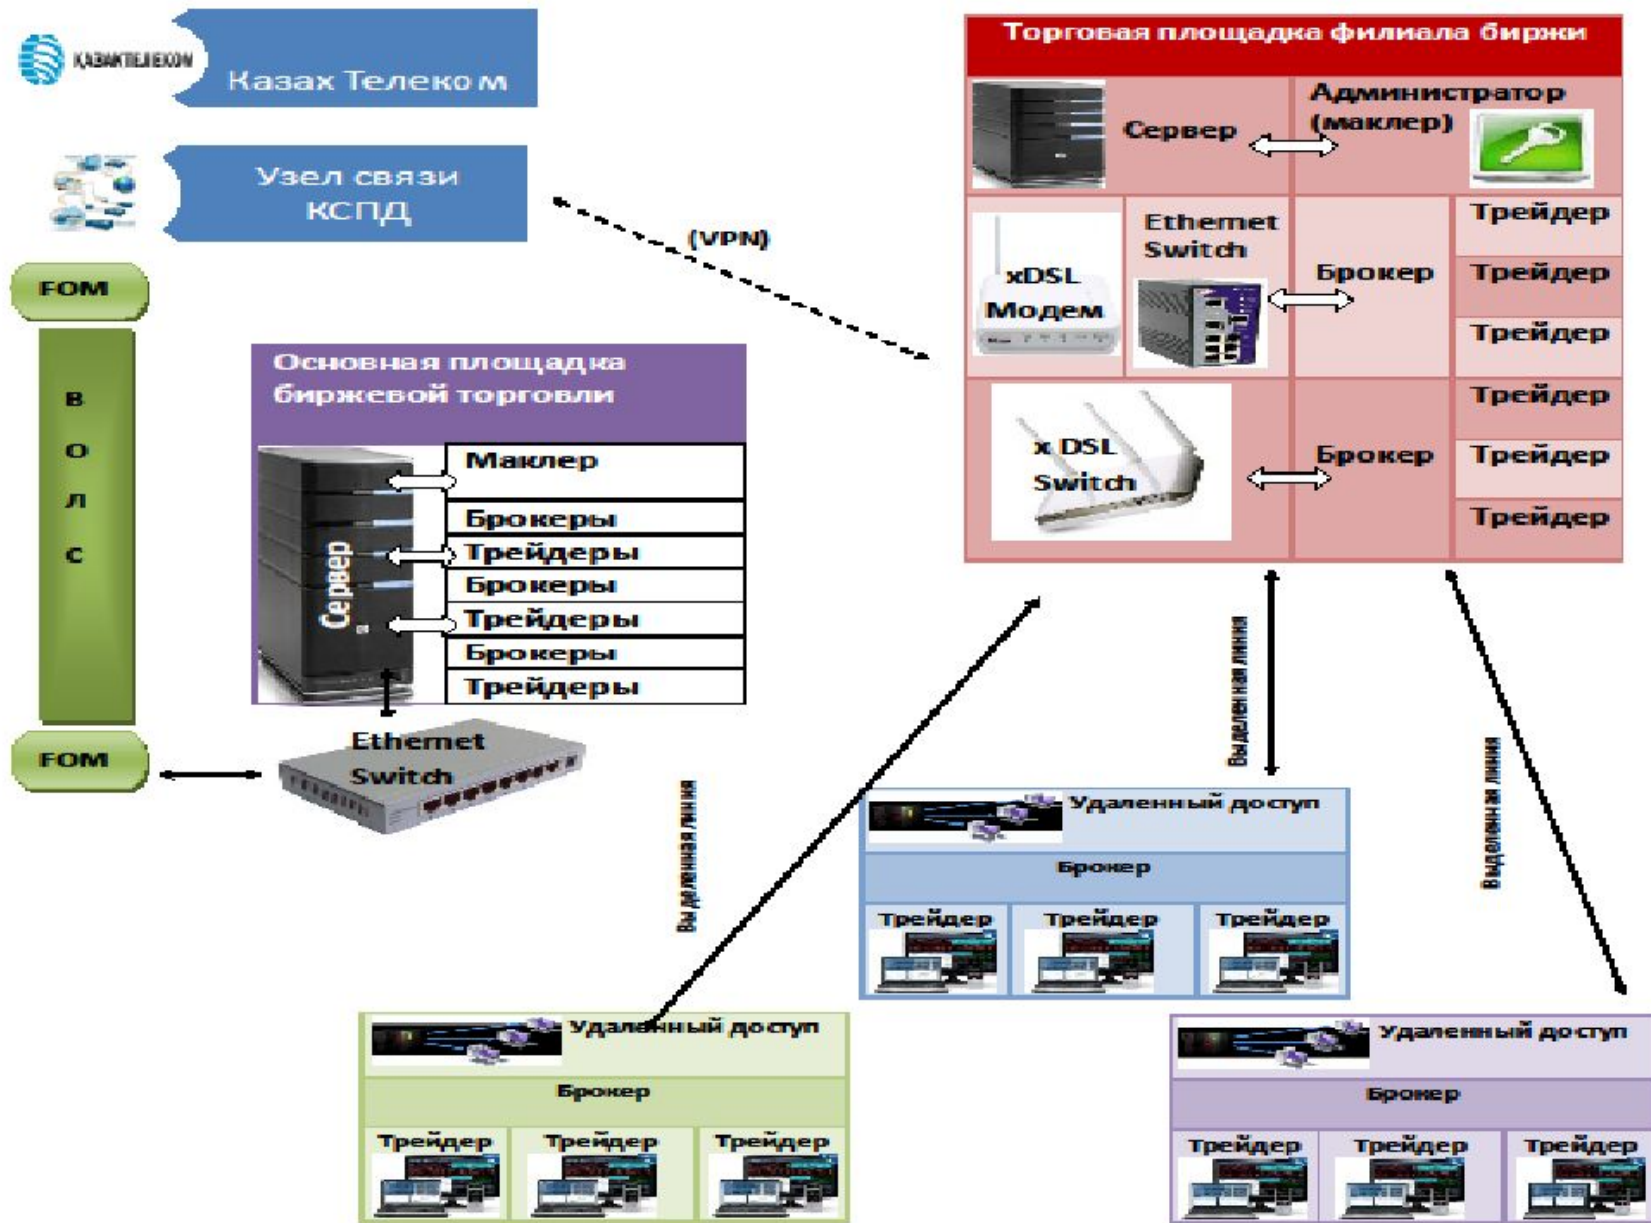 ҚАЗАҚТЕЛЕКОМ
Казах Телеком
Узел связи
КСПД
FOM
В
О
Л
С
FOM
(VPN)
Основная площадка
биржевой торговли
Сервер
Маклер
Брокеры
Трейдеры
Брокеры
Трейдеры
Брокеры
Трейдеры
Ethernet
Switch
Торговая площадка филиала биржи
Сервер
Администратор
(маклер)
xDSL
Модем
Ethernet
Switch
Брокер
Трейдер
Трейдер
Трейдер
x DSL
Switch
Брокер
Трейдер
Трейдер
Трейдер
Выделенная линия
Выделенная линия
Выделенная линия
Удаленный доступ
Брокер
Трейдер
Трейдер
Трейдер
Удаленный доступ
Брокер
Трейдер
Трейдер
Трейдер
Удаленный доступ
Брокер
Трейдер
Трейдер
Трейдер